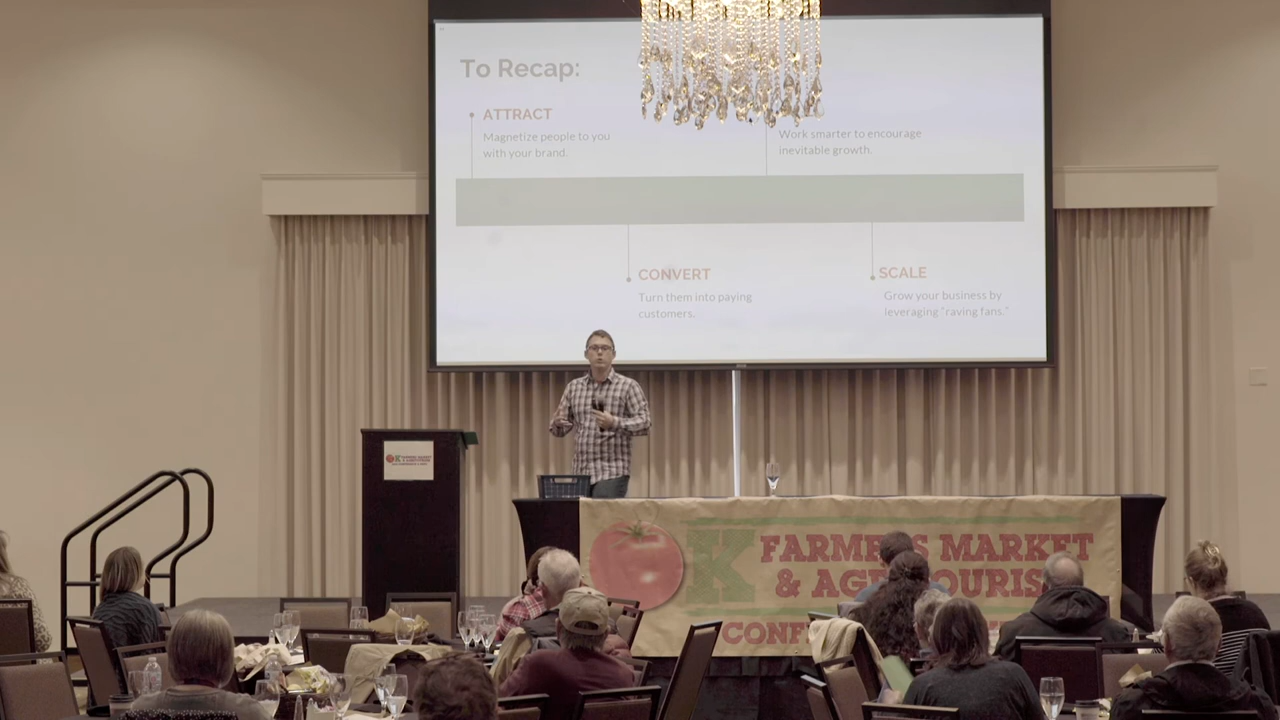 To Recap:
ATTRACT
Magnetize people to you
with your brand.
Work smarter to encourage
inevitable growth.
CONVERT
Turn them into paying
customers.
SCALE
Grow your business by
leveraging "raving fans."
K FARMERS MARKET
& AGRITOURISM